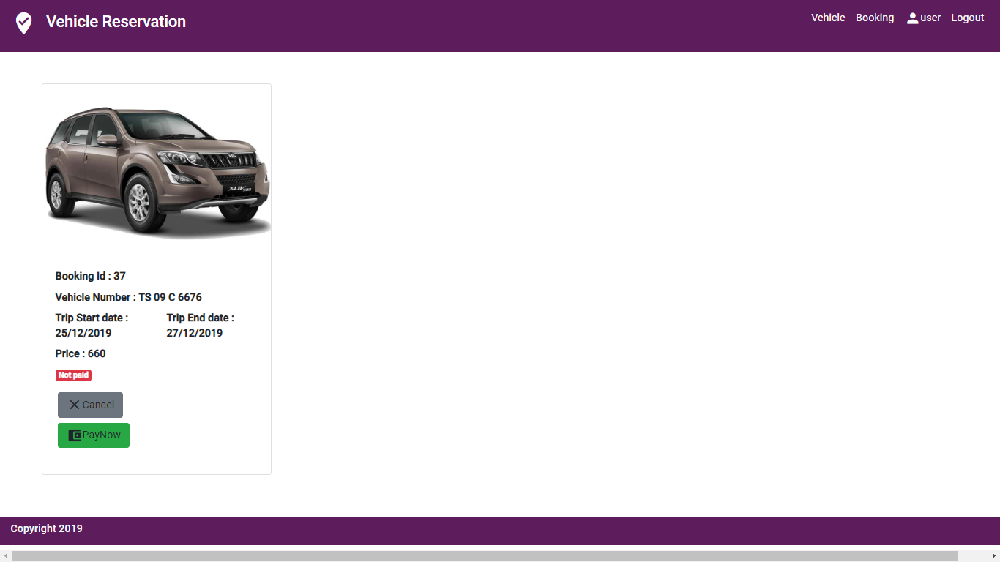 Vehicle Reservation
Vehicle Booking user Logout
Booking Id : 37
Vehicle Number : TS 09 C 6676
Trip Start date : Trip End date :
25/12/2019 27/12/2019
Price : 660
Not paid
Cancel
PayNow
Copyright 2019